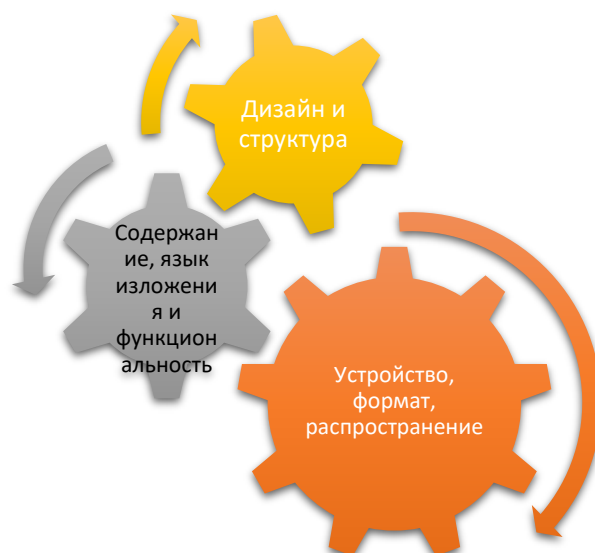 Дизайн и
структура
Содержан
ие, язык
изложени
я и
функцион
альность
Устройство,
формат,
распространение